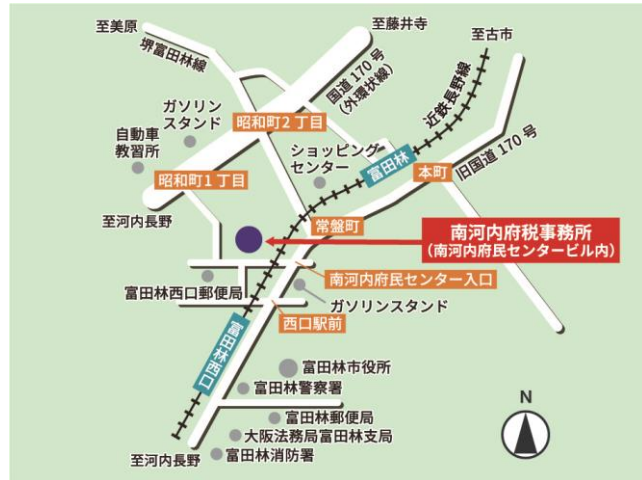 至美原
至藤井寺
至古市
堺富田林線
国道170号
(外環状線)
近鉄長野線
ガソリン
スタンド
昭和町2丁目
自動車
教習所
ショッピング
センター
富田林
本町
旧国道170号
昭和町1丁目
至河内長野
常盤町
南河内府税事務所
(南河内府民センタービル内)
富田林西口郵便局
南河内府民センター入口
ガソリンスタンド
西口駅前
富田林西口
富田林市役所
富田林警察署
富田林郵便局
大阪法務局富田林支局
至河内長野
富田林消防署
N